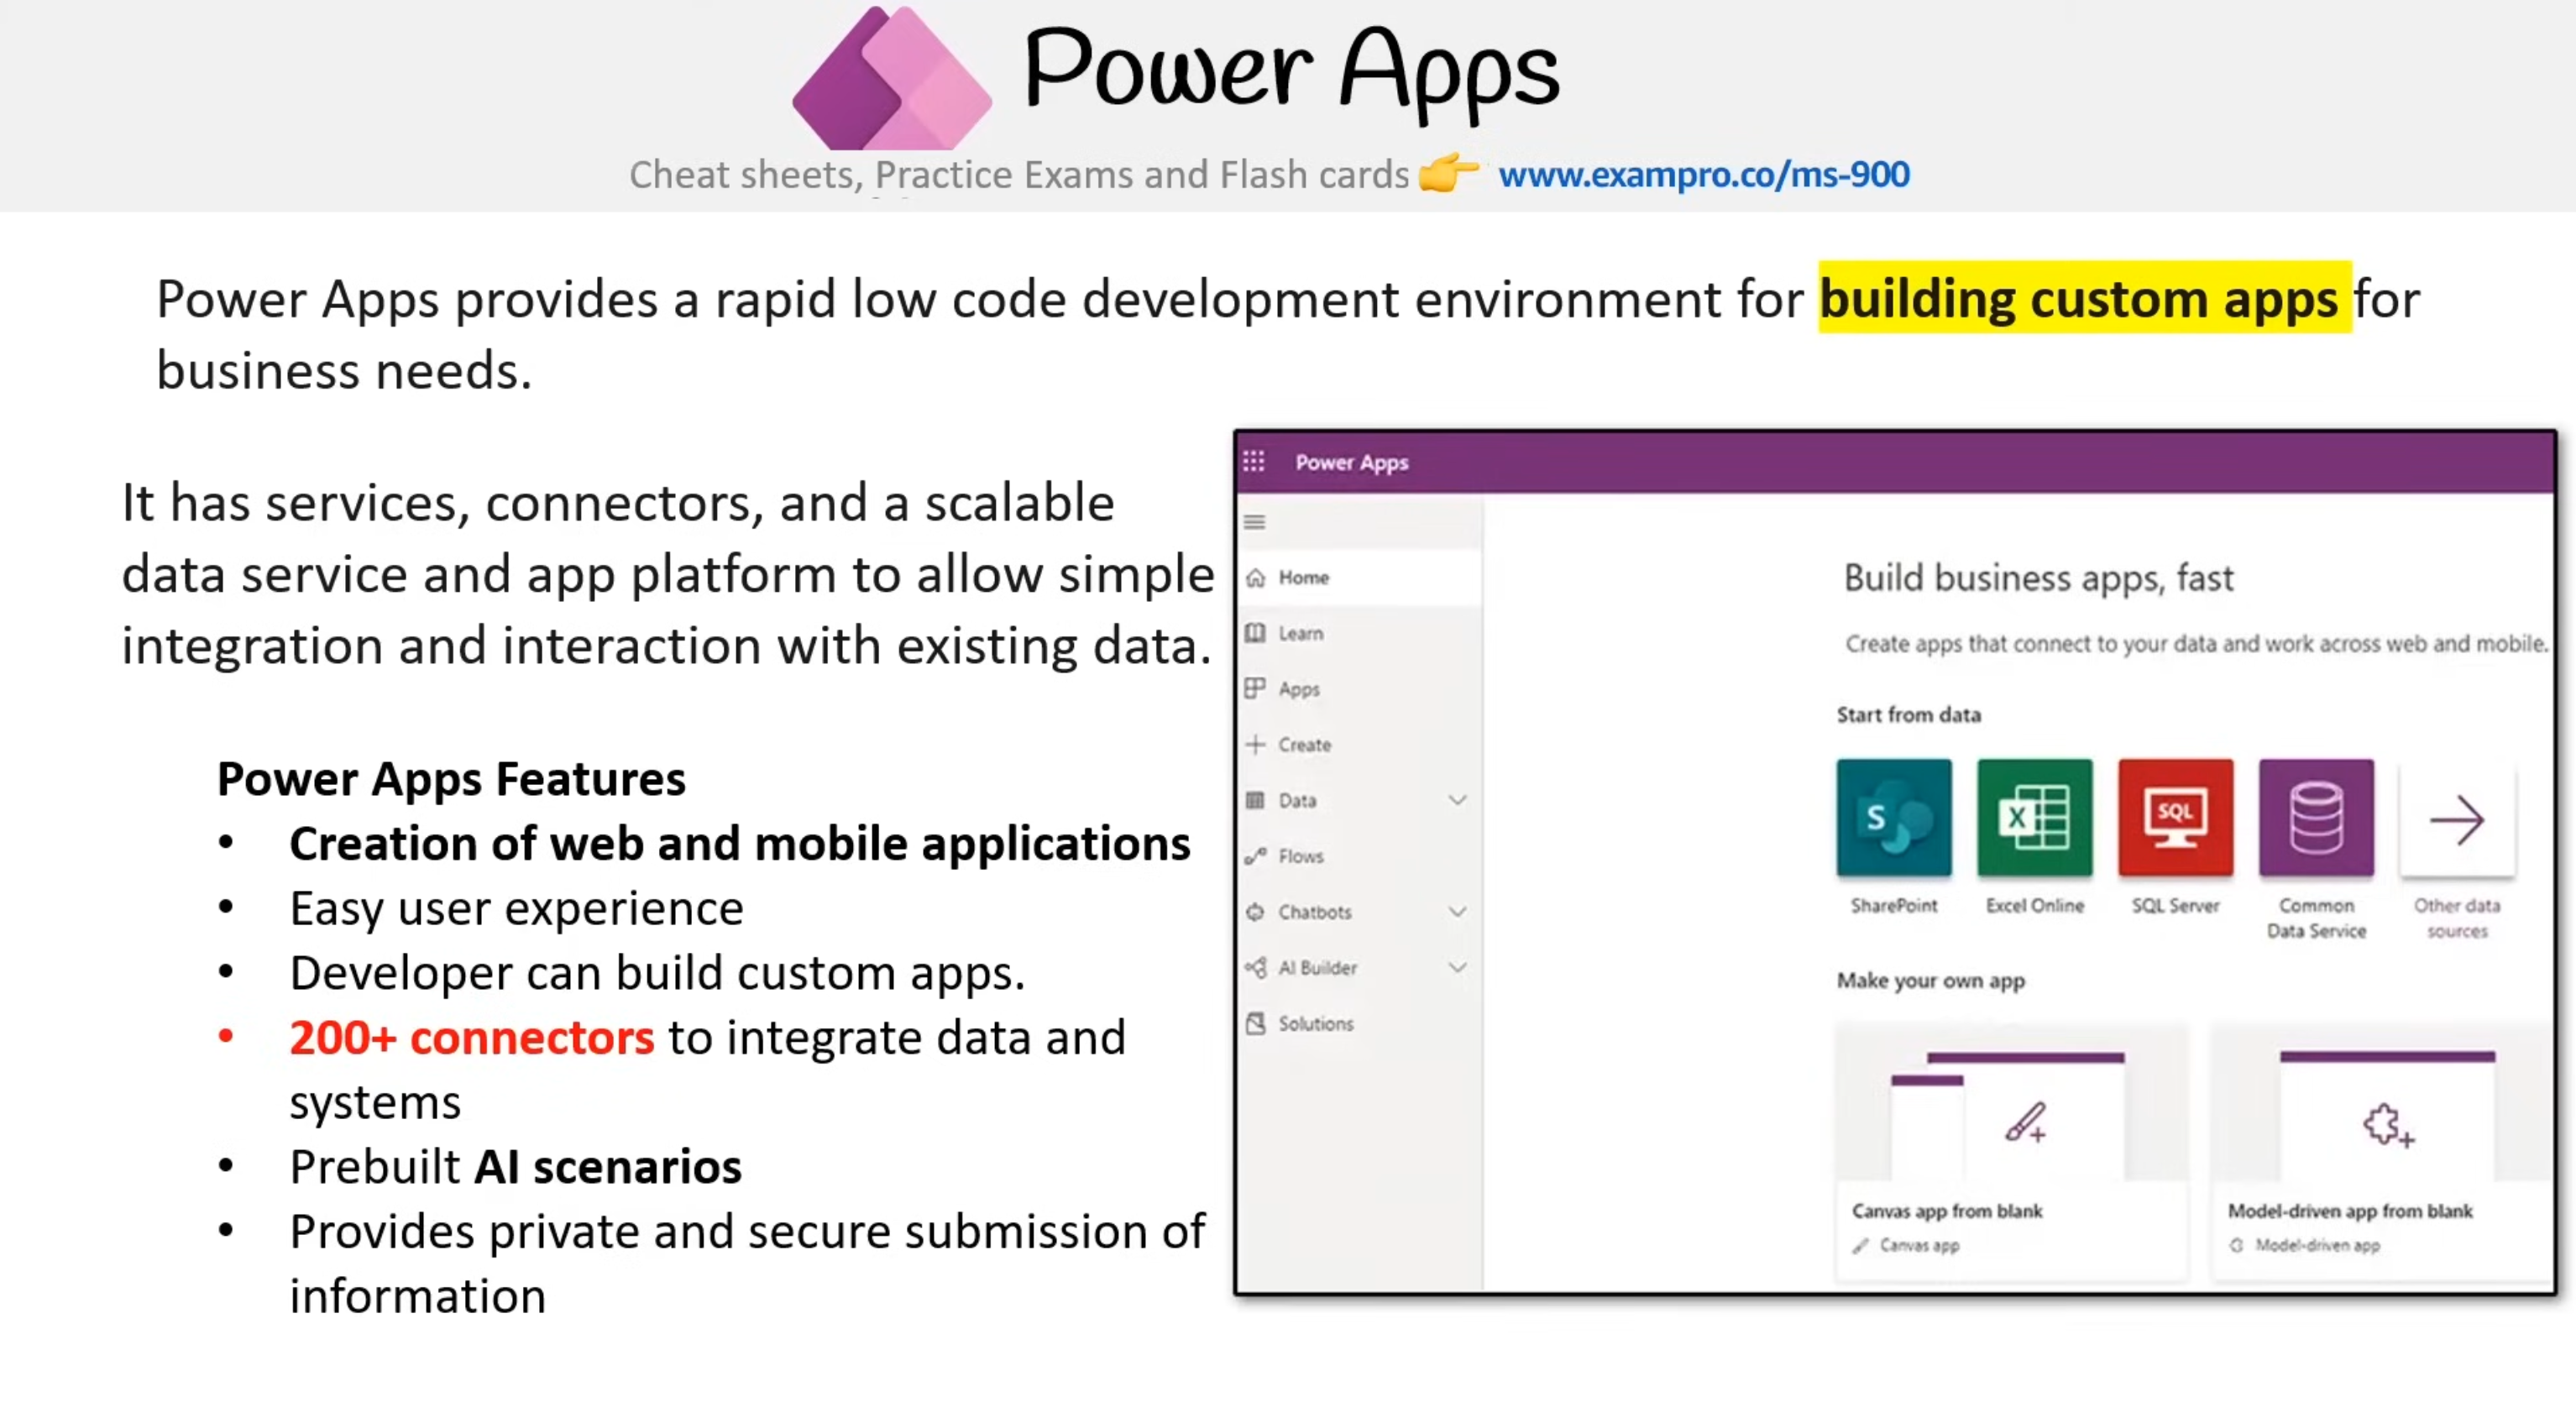 Power Apps
Cheat sheets, Practice Exams and Flash cards 👉 www.exampro.co/ms-900
Power Apps provides a rapid low code development environment for building custom apps for
business needs.
It has services, connectors, and a scalable
data service and app platform to allow simple
integration and interaction with existing data.
Power Apps Features
• Creation of web and mobile applications
• Easy user experience
• Developer can build custom apps.
• 200+ connectors to integrate data and
systems
• Prebuilt AI scenarios
• Provides private and secure submission of
information
Power Apps
Home
Learn
Apps
Create
Data
Flows
Chatbots
AI Builder
Solutions
Build business apps, fast
Create apps that connect to your data and work across web and mobile.
Start from data
S
X
SQL
SharePoint
Excel Online
SQL Server
Common
Data Service
Other data
sources
Make your own app
Canvas app from blank
Canvas app
Model-driven app from blank
Model-driven app